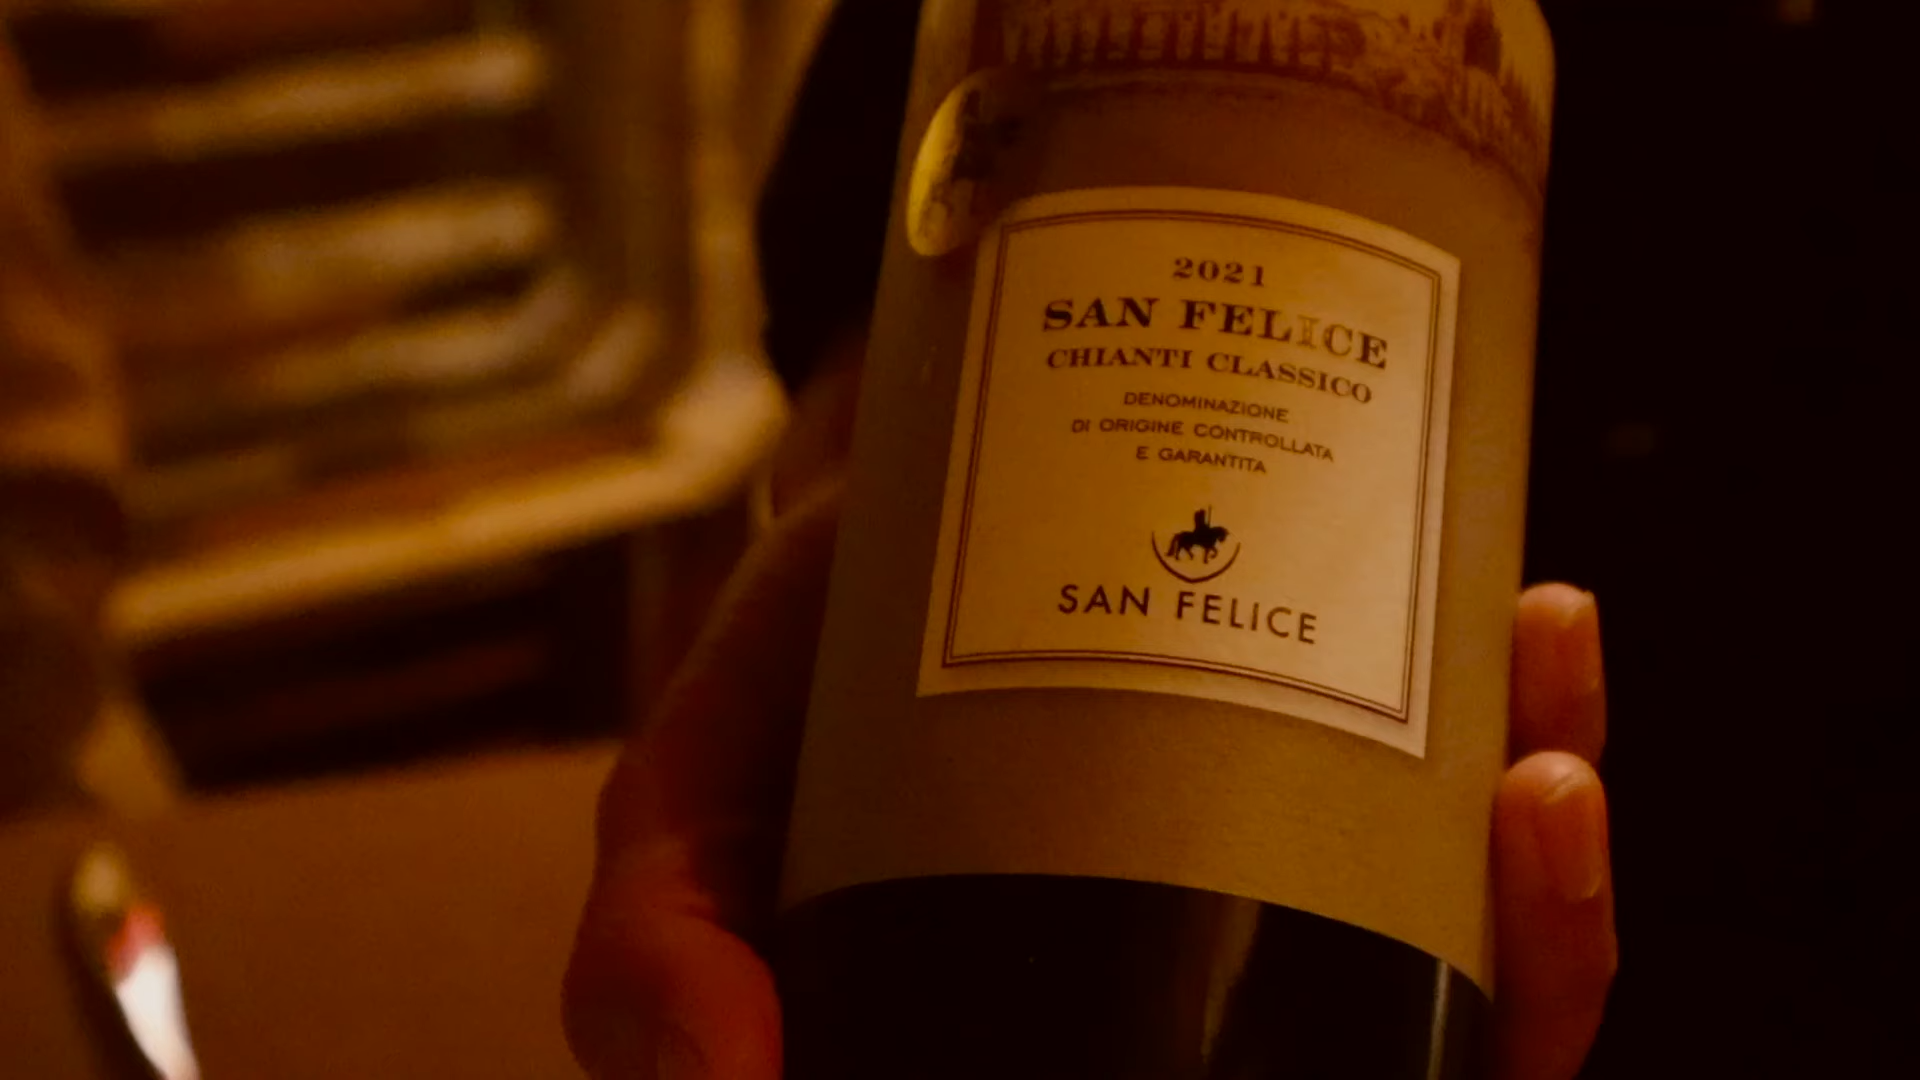 2021
SAN FELICE
CHIANTI CLASSICO
DENOMINAZIONE
DI ORIGINE CONTROLLATA
E GARANTITA
SAN FELICE